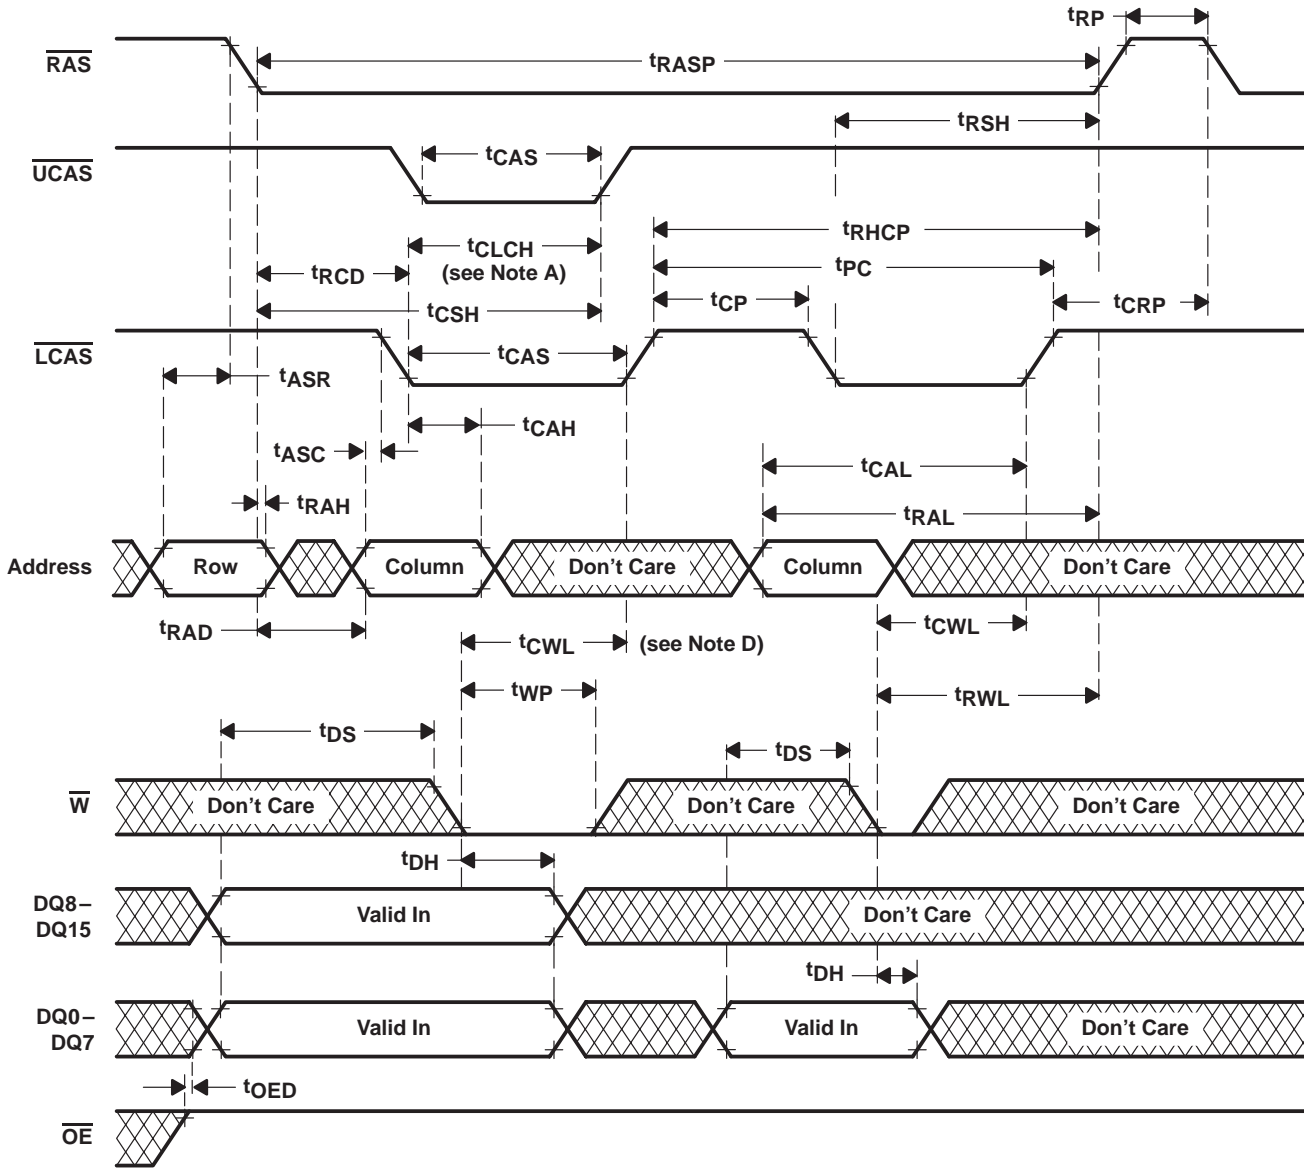 tRP
RAS
tRASP
tRSH
UCAS
tCAS
tRHCP
tCLCH
(see Note A)
tRCD
tPC
tCP
tCSH
tCRP
LCAS
tCAS
tASR
tCAH
tASC
tCAL
tRAH
tRAL
Address
Row
Column
Don't Care
Column
Don't Care
tRAD
tCWL
(see Note D)
tCWL
tWP
tRWL
tDS
tDS
W
Don't Care
Don't Care
Don't Care
tDH
DQ8–
DQ15
Valid In
Don't Care
tDH
DQ0–
DQ7
Valid In
Valid In
Don't Care
tOED
OE